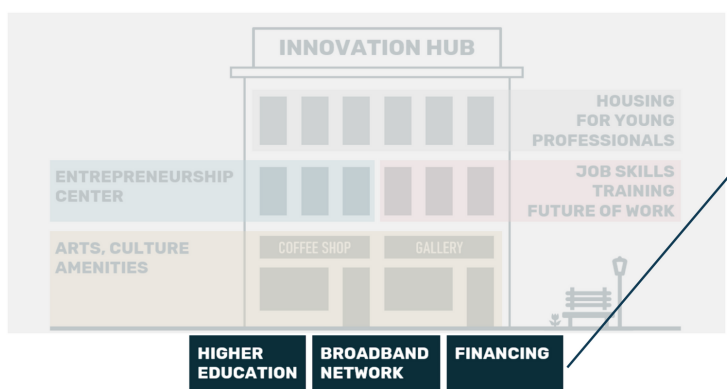 INNOVATION HUB
HOUSING
FOR YOUNG
PROFESSIONALS
ENTREPRENEURSHIP
CENTER
JOB SKILLS
TRAINING
FUTURE OF WORK
ARTS, CULTURE
AMENITIES
COFFEE SHOP
GALLERY
HIGHER
EDUCATION
BROADBAND
NETWORK
FINANCING